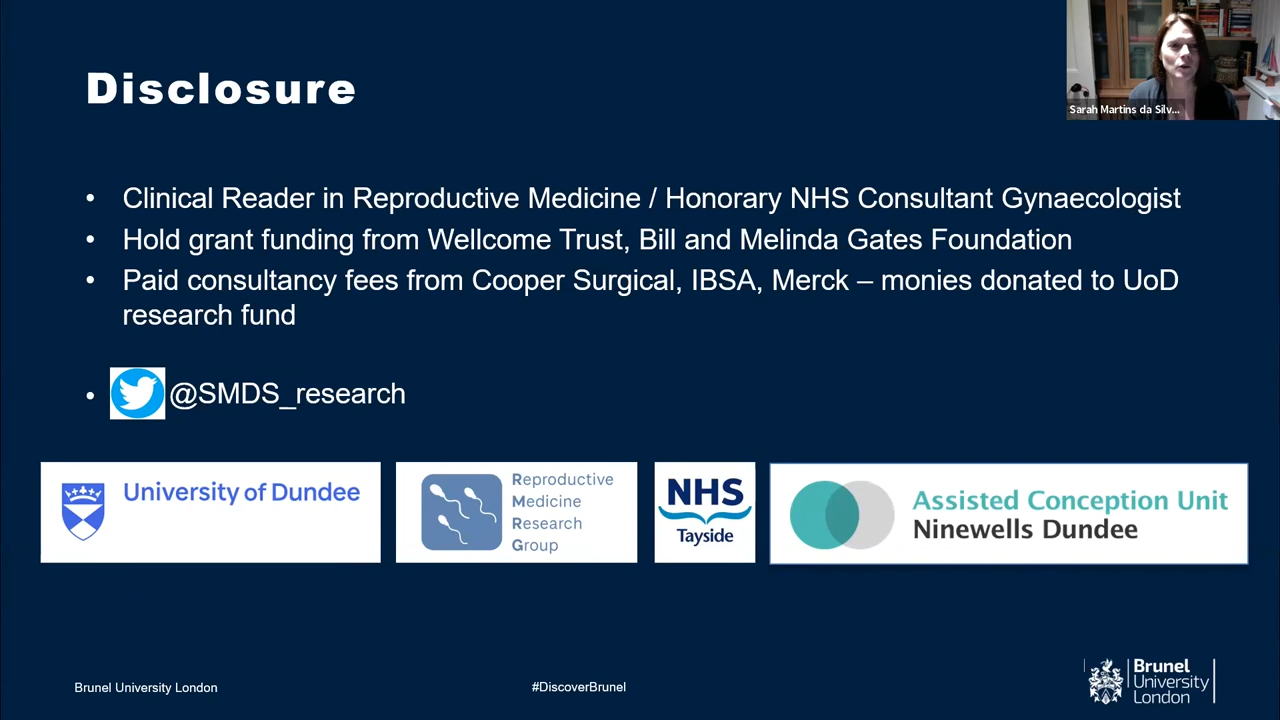 Disclosure
Sarah Martins da Silv...
• Clinical Reader in Reproductive Medicine / Honorary NHS Consultant Gynaecologist
• Hold grant funding from Wellcome Trust, Bill and Melinda Gates Foundation
• Paid consultancy fees from Cooper Surgical, IBSA, Merck – monies donated to UoD
research fund
• @SMDS_research
University of Dundee
Reproductive
Medicine
Research
Group
NHS
Tayside
Assisted Conception Unit
Ninewells Dundee
Brunel University London
#DiscoverBrunel
Brunel
University
London